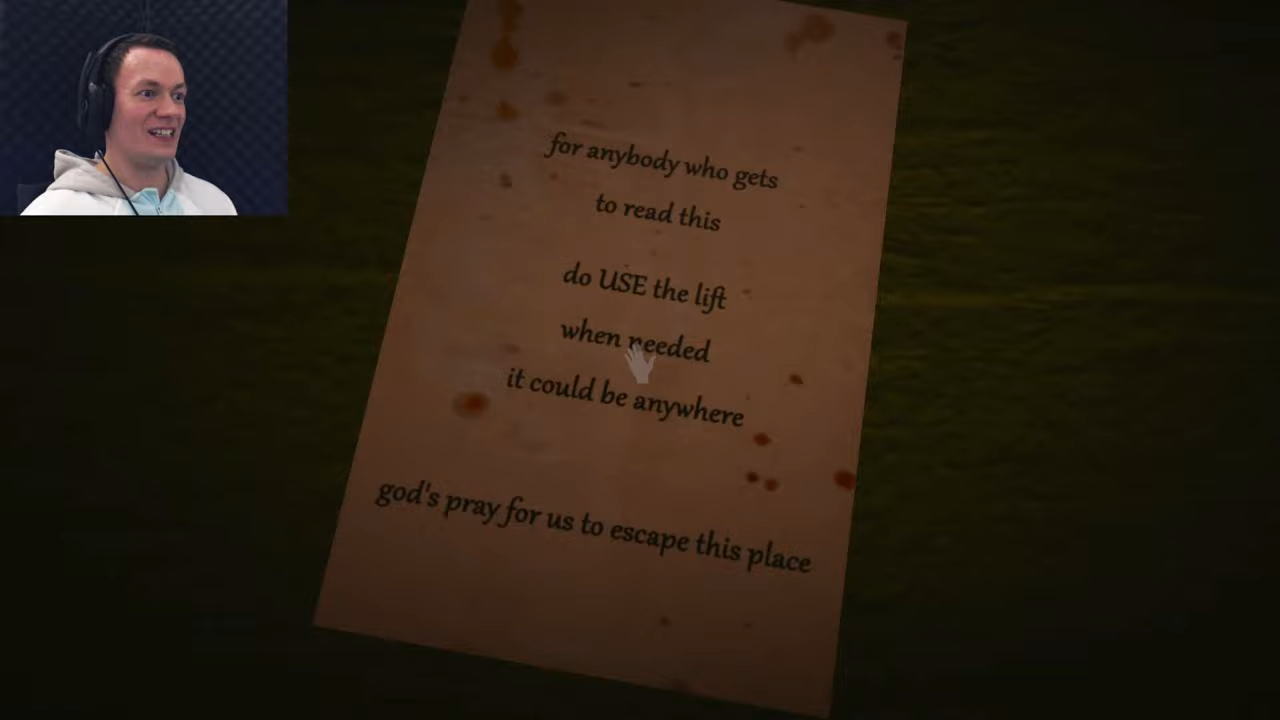 for anybody who gets
to read this
do USE the lift
when needed
it could be anywhere
god's pray for us to escape this place